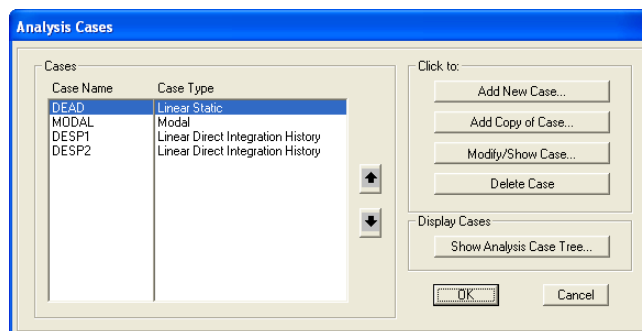 Analysis Cases
Cases
Case Name Case Type
DEAD Linear Static
MODAL Modal
DESP1 Linear Direct Integration History
DESP2 Linear Direct Integration History
Click to:
Add New Case...
Add Copy of Case...
Modify/Show Case...
Delete Case
Display Cases
Show Analysis Case Tree...
OK Cancel